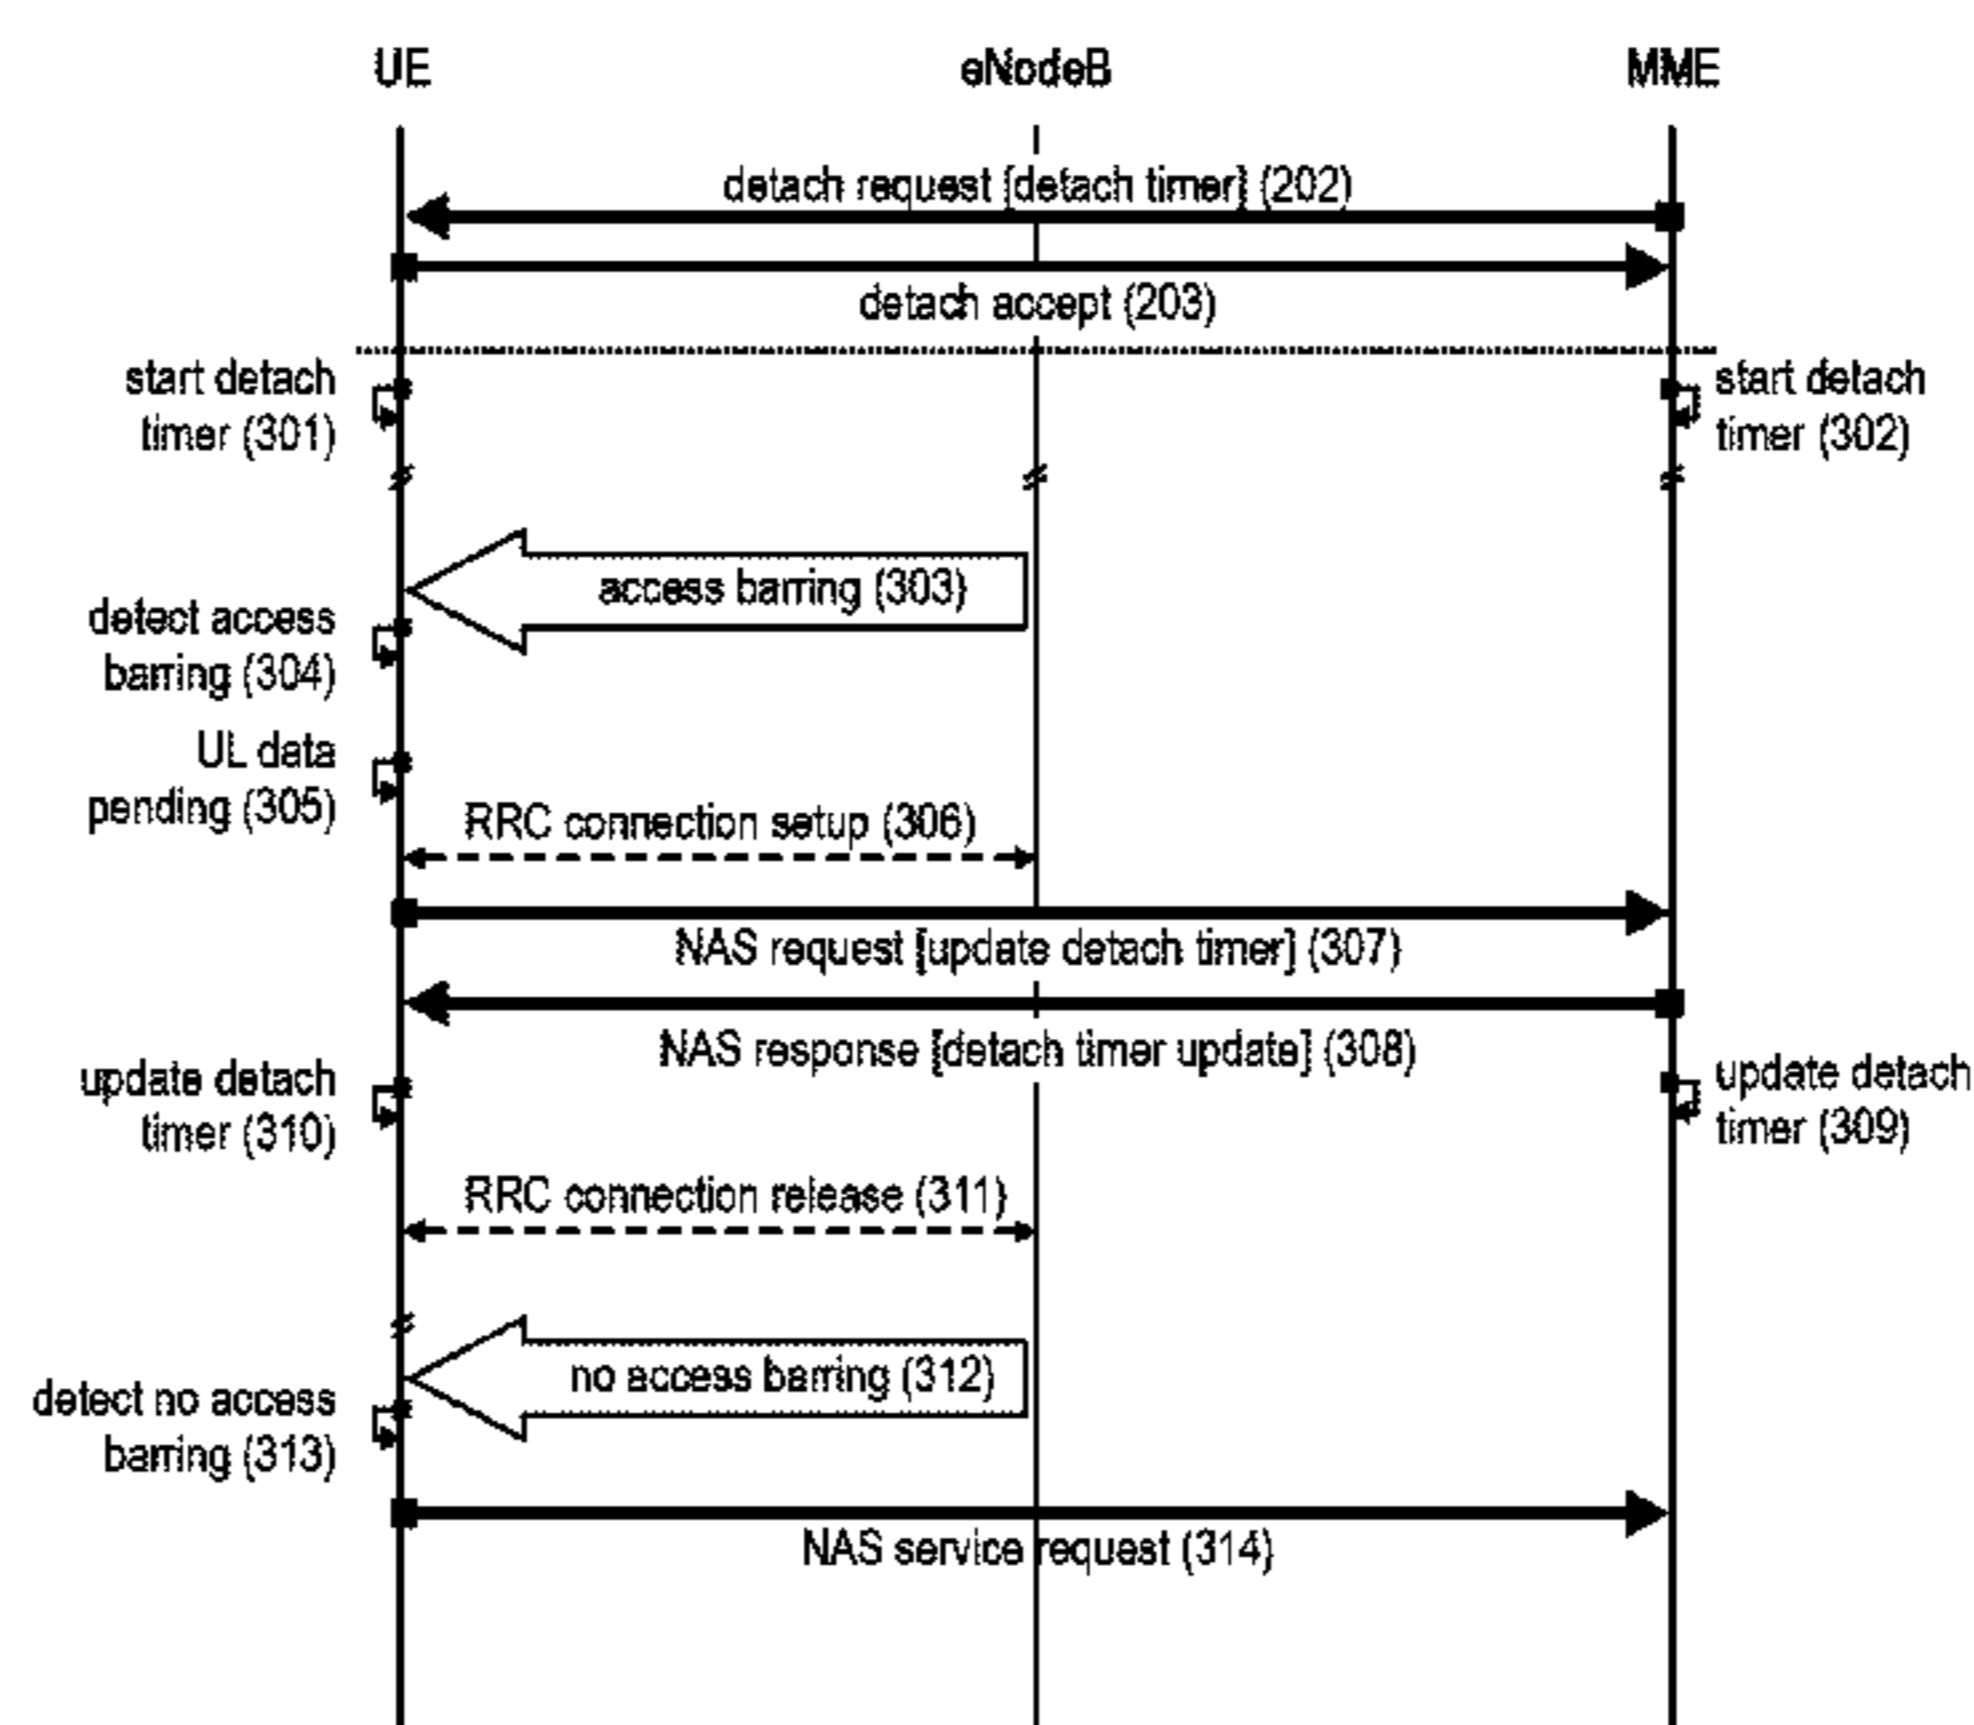 UE
eNodeB
MME
detach request [detach timer] (202)
detach accept (203)
start detach
timer (301)
start detach
timer (302)
access barring (303)
detect access
barring (304)
UL data
pending (305)
RRC connection setup (306)
NAS request [update detach timer] (307)
NAS response [detach timer update] (308)
update detach
timer (310)
update detach
timer (309)
RRC connection release (311)
no access barring (312)
detect no access
barring (313)
NAS service request (314)